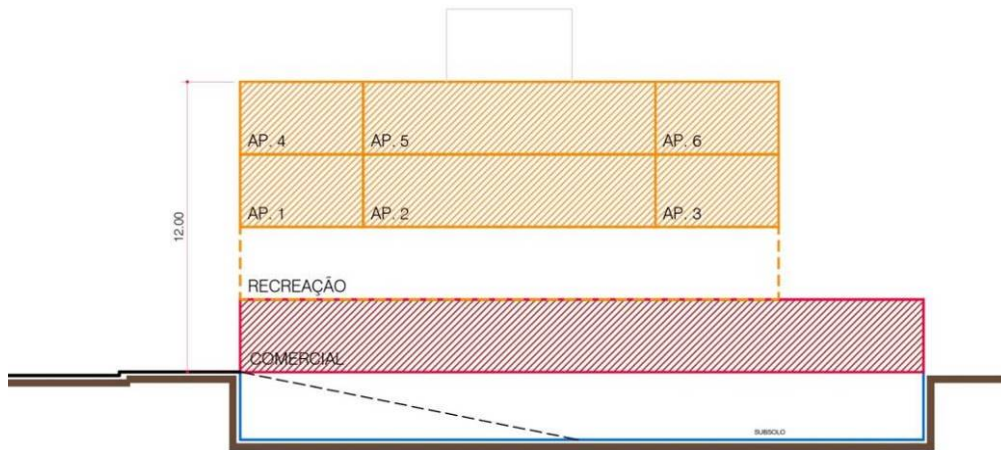 AP. 4
AP. 5
AP. 6
AP. 1
AP. 2
AP. 3
12.00
RECREAÇÃO
COMERCIAL
SUBSOLO